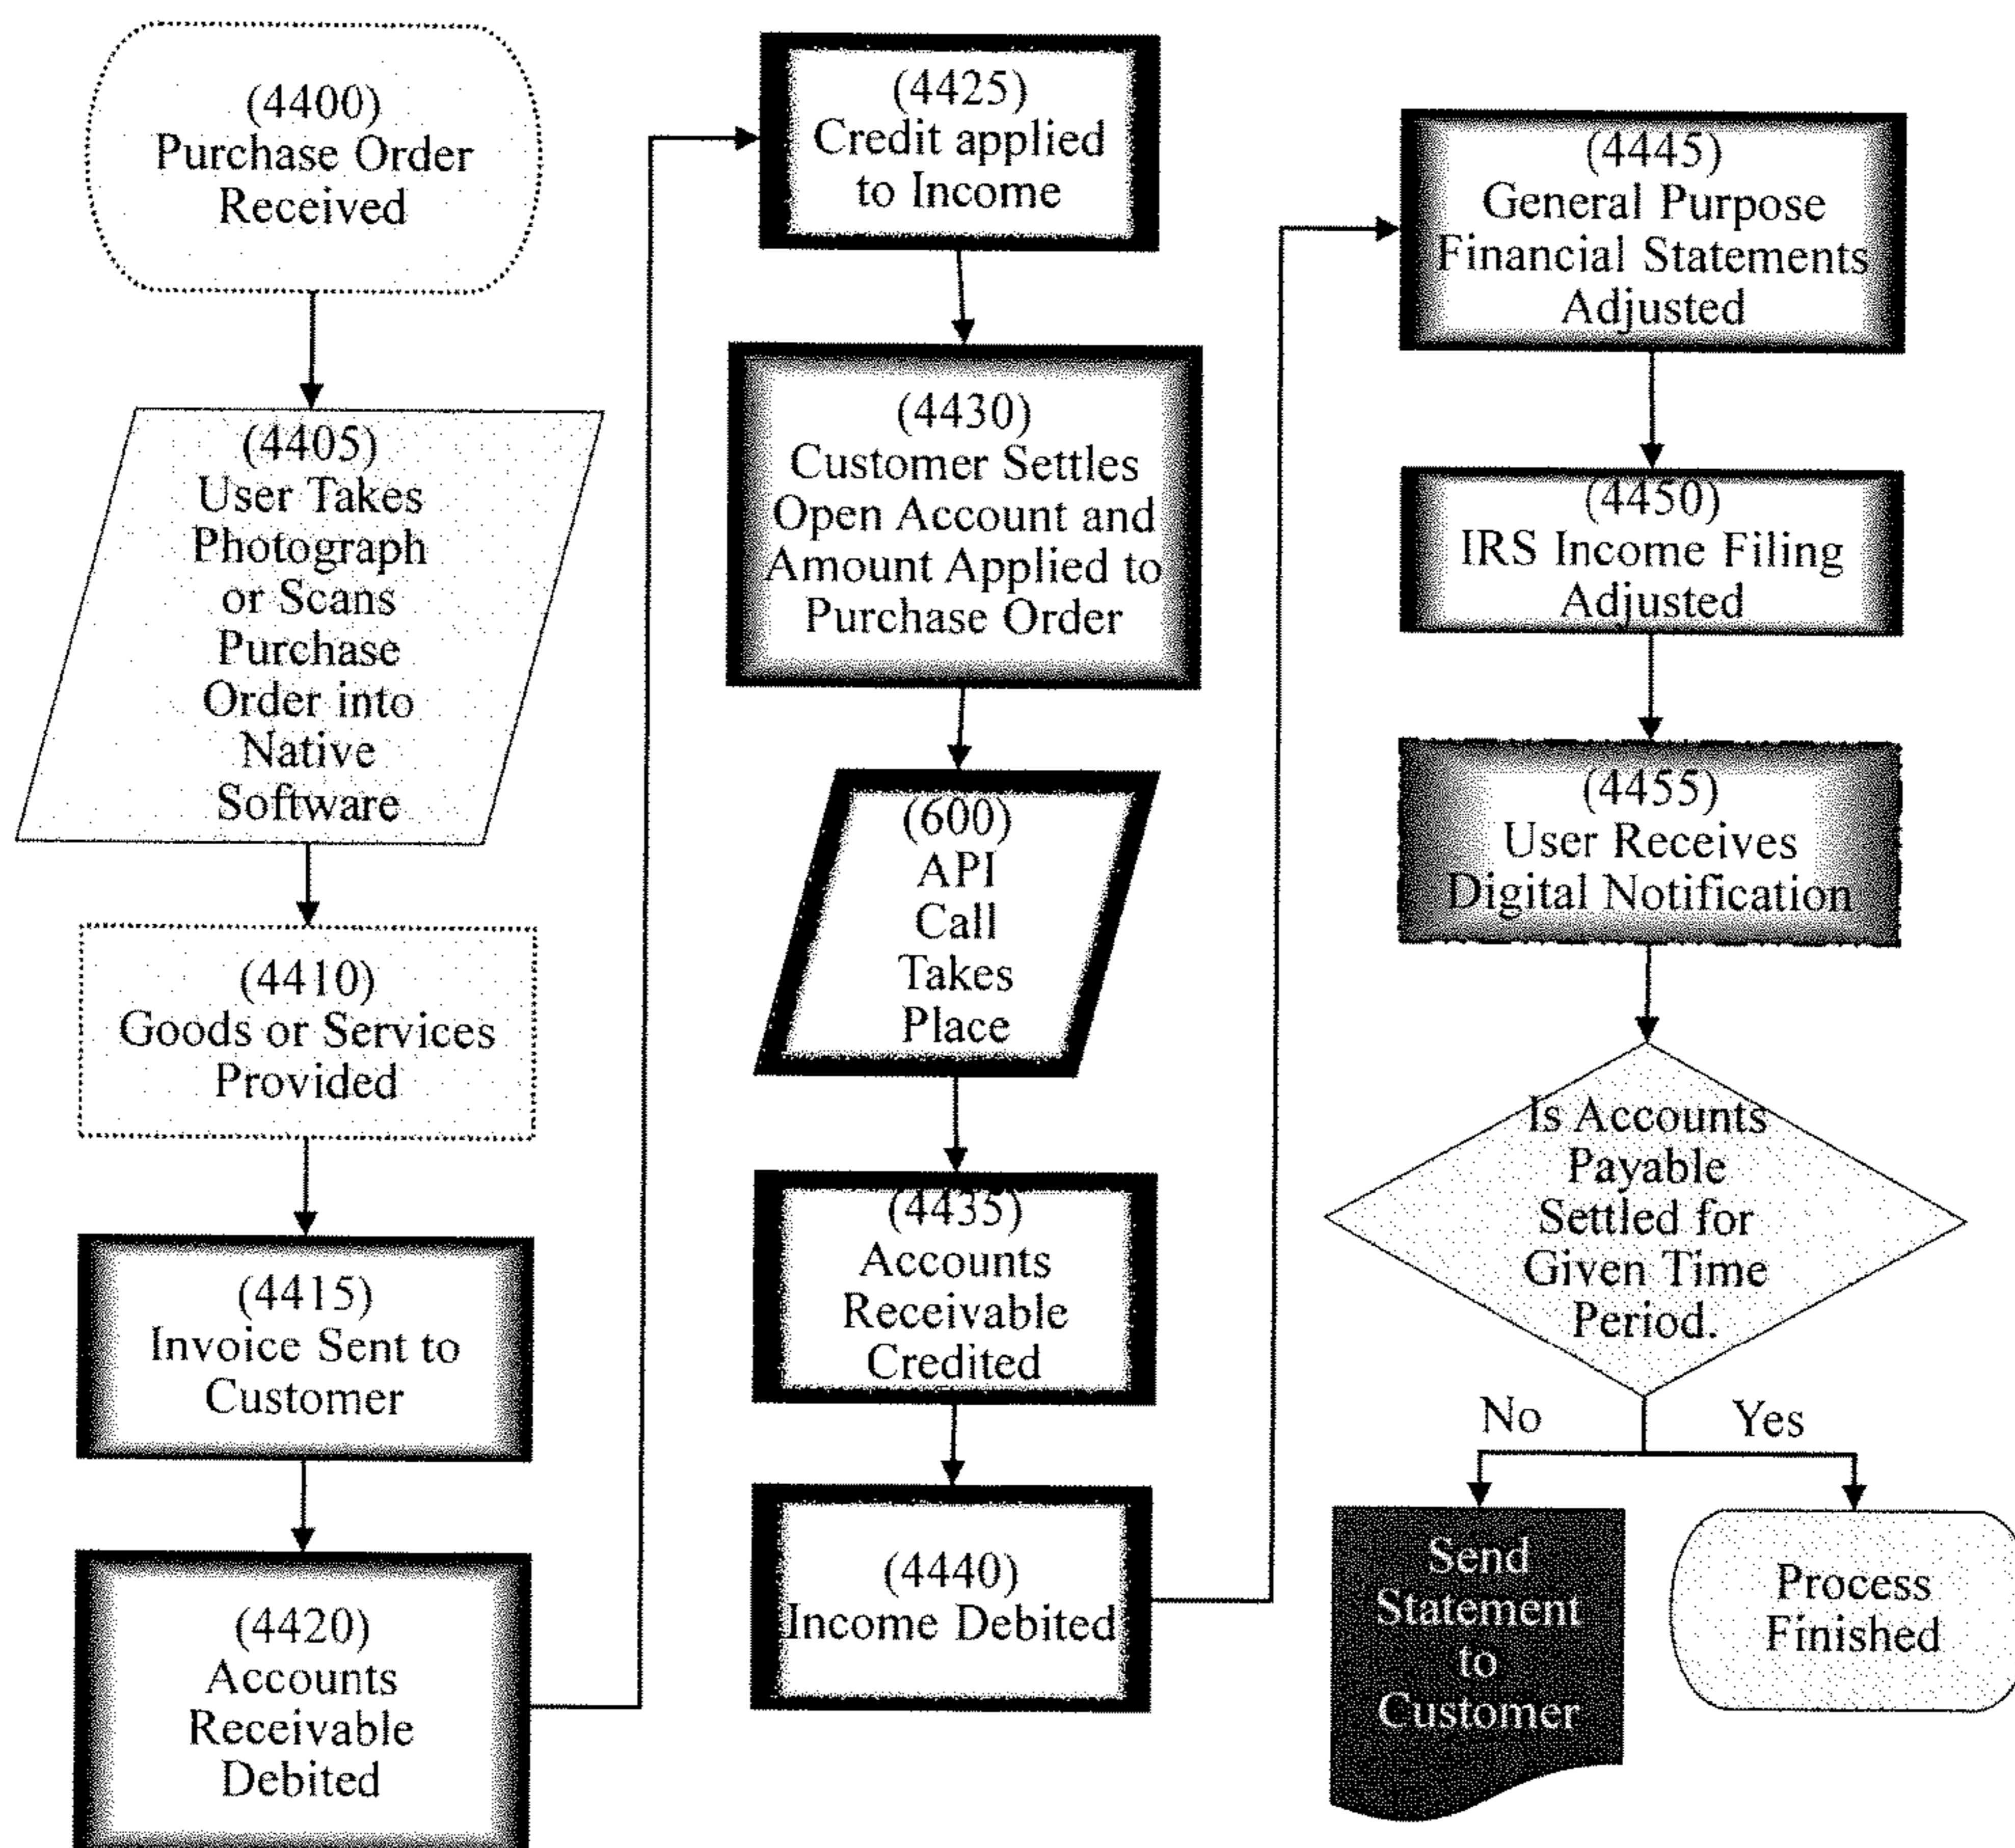 (4400)
Purchase Order
Received
(4405)
User Takes
Photograph
or Scans
Purchase
Order into
Native
Software
(4410)
Goods or Services
Provided
(4415)
Invoice Sent to
Customer
(4420)
Accounts
Receivable
Debited
(4425)
Credit applied
to Income
(4430)
Customer Settles
Open Account and
Amount Applied to
Purchase Order
(600)
API
Call
Takes
Place
(4435)
Accounts
Receivable
Credited
(4440)
Income Debited
(4445)
General Purpose
Financial Statements
Adjusted
(4450)
IRS Income Filing
Adjusted
(4455)
User Receives
Digital Notification
Is Accounts
Payable
Settled for
Given Time
Period.
No
Yes
Send
Statement
to
Customer
Process
Finished